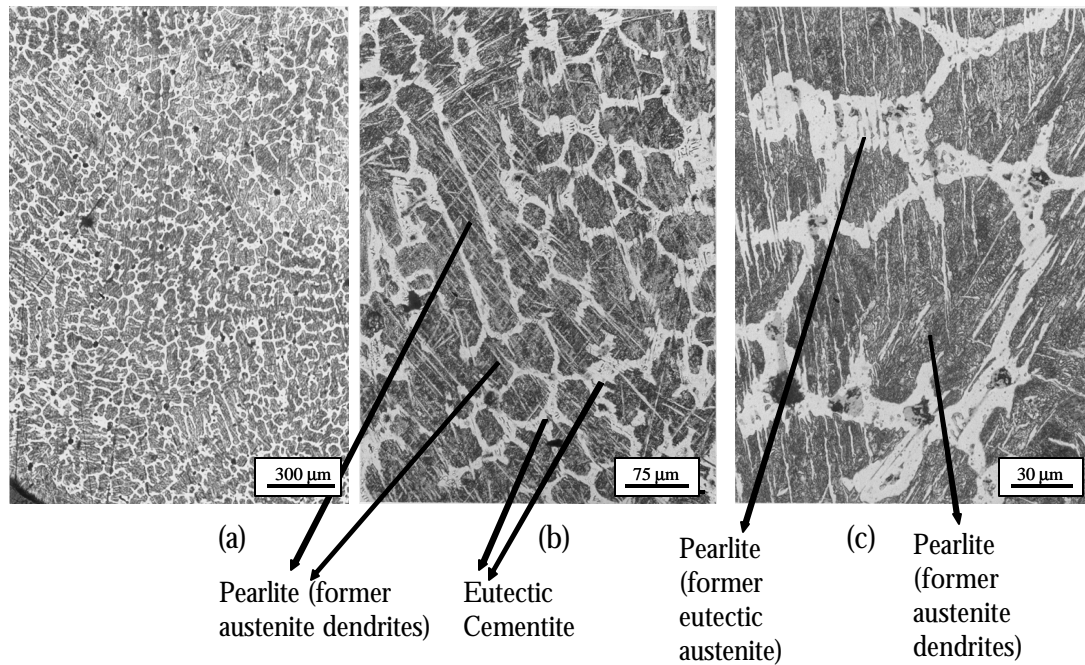 300 µm
75 µm
30 µm
(a)
(b)
(c)
Pearlite (former
austenite dendrites)
Eutectic
Cementite
Pearlite
(former
eutectic
austenite)
Pearlite
(former
austenite
dendrites)